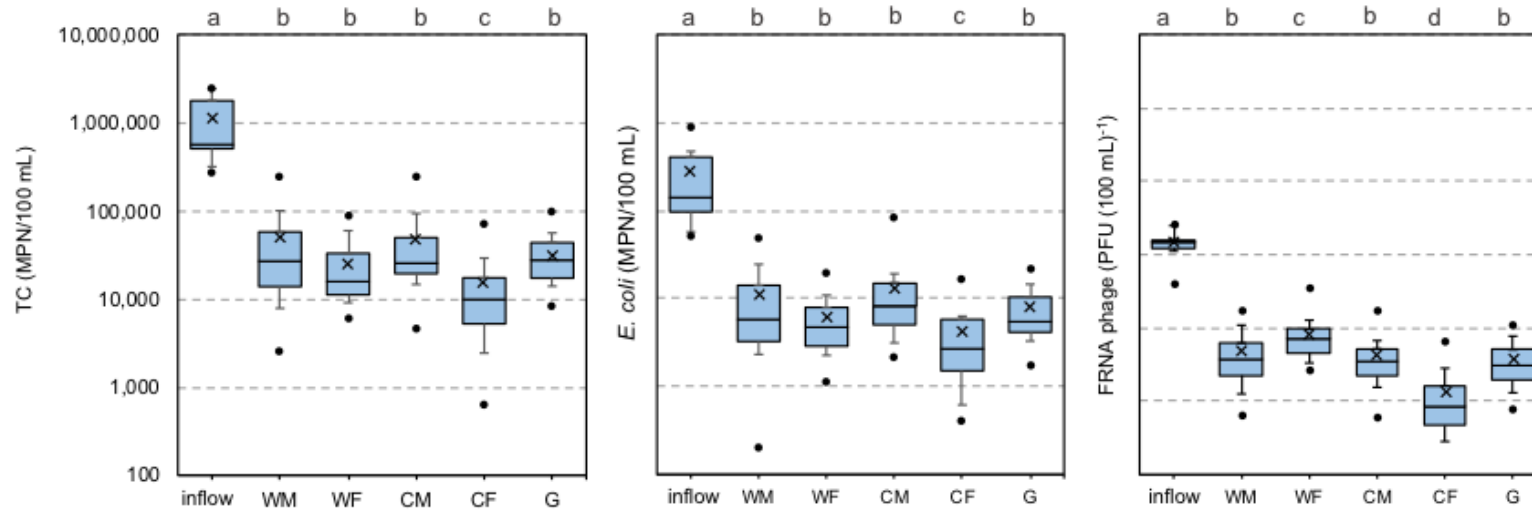 a b b b c b
a b b b c b
a b c b d b
10,000,000
1,000,000
100,000
10,000
1,000
100
TC (MPN/100 mL)
E. coli (MPN/100 mL)
FRNA phage (PFU (100 mL)⁻¹)
inflow WM WF CM CF G
inflow WM WF CM CF G
inflow WM WF CM CF G